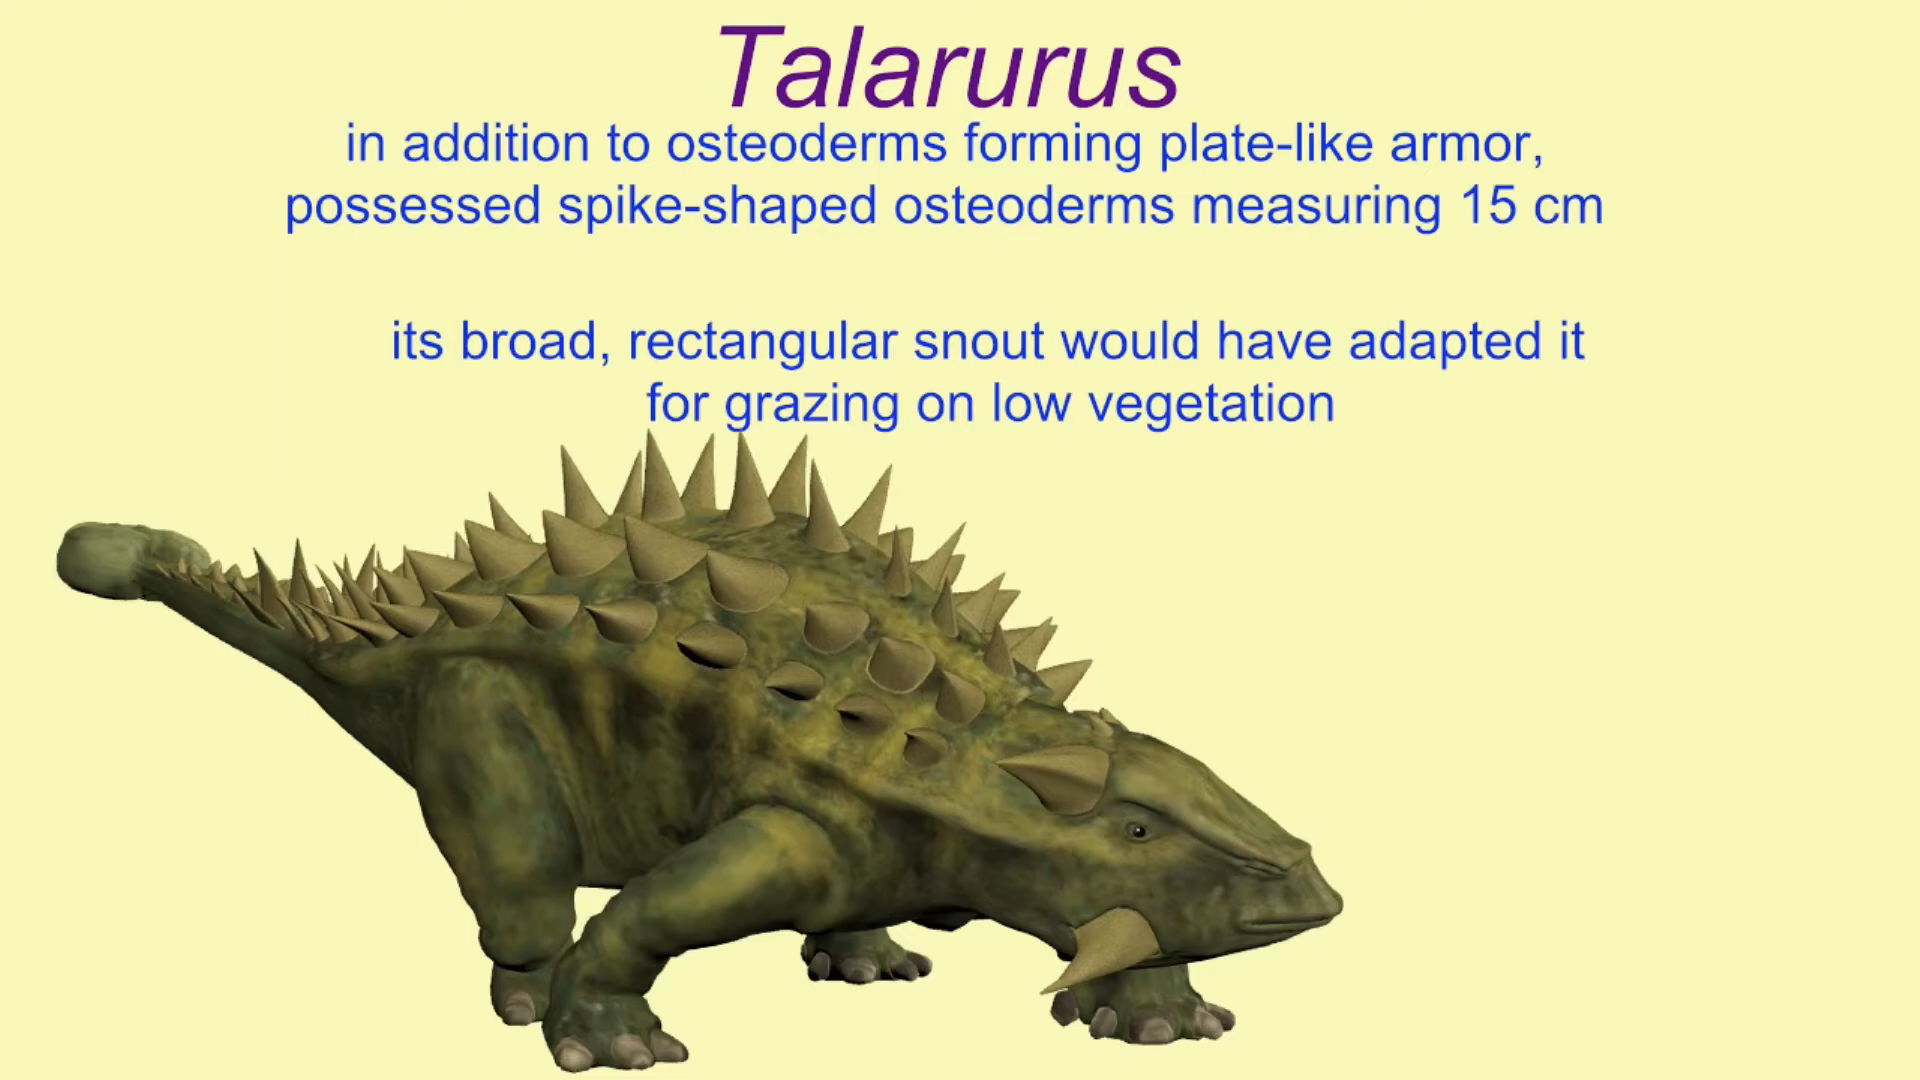 Talarurus
in addition to osteoderms forming plate-like armor,
possessed spike-shaped osteoderms measuring 15 cm
its broad, rectangular snout would have adapted it
for grazing on low vegetation